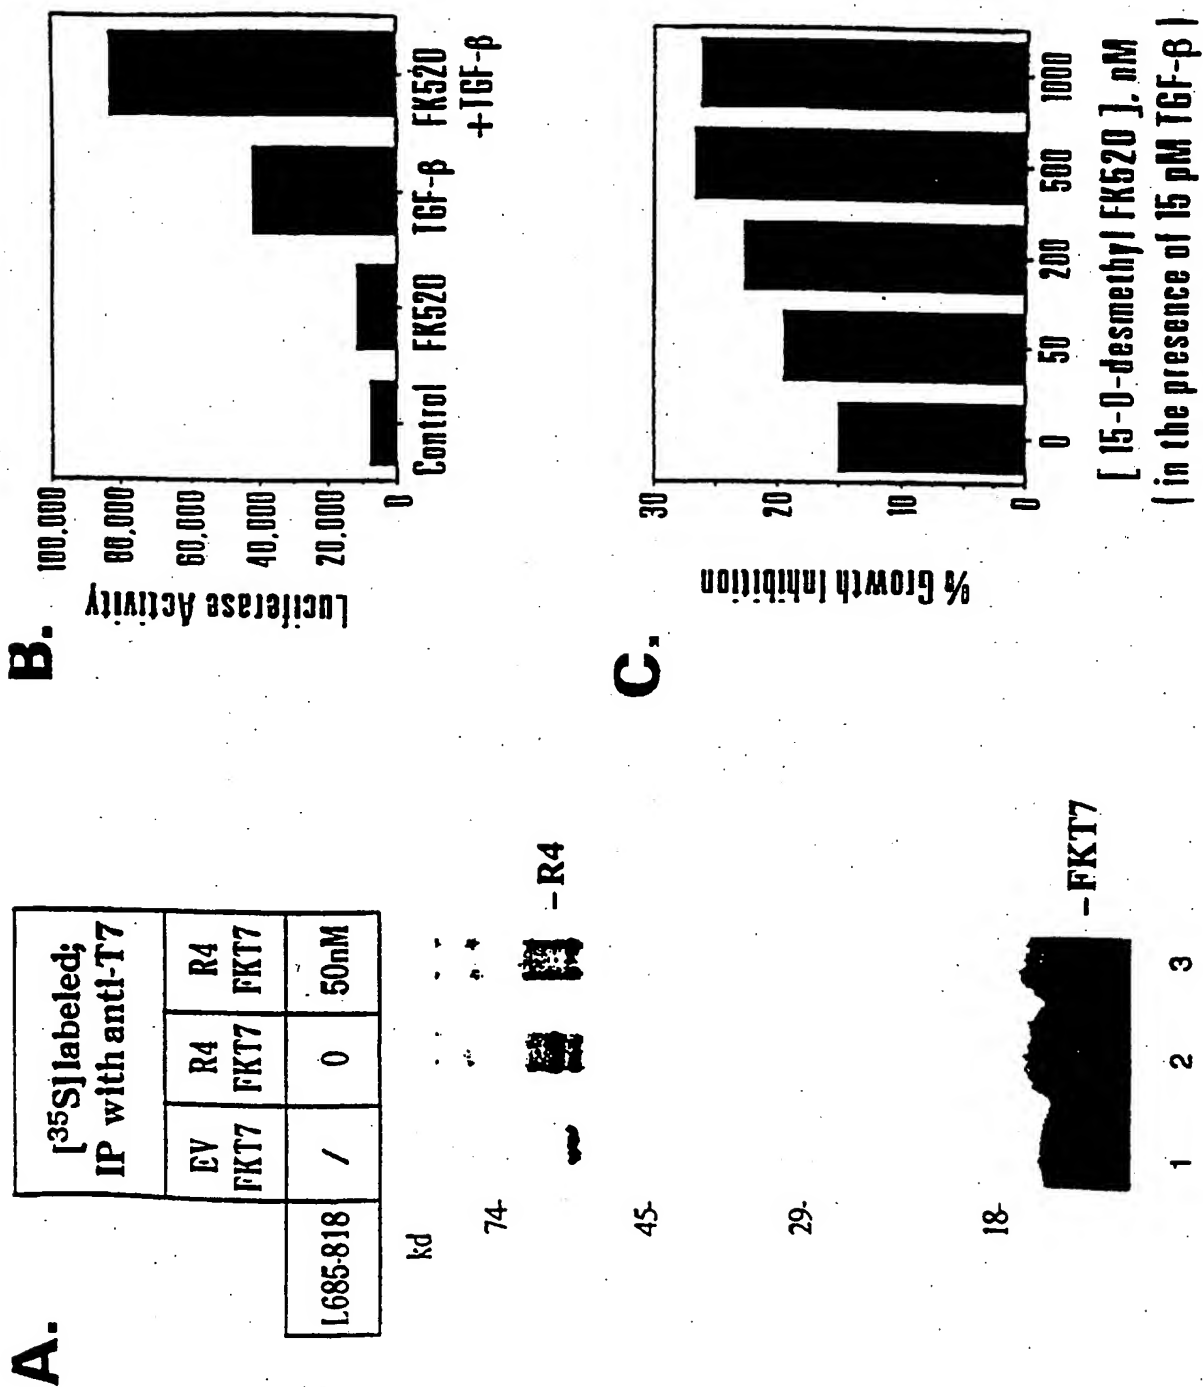 A.
[³⁵S] labeled;
IP with anti-T7
EV FKT7 R4 FKT7 R4 FKT7
L685-818 / 0 50nM
kd
74-
-R4
45-
29-
18-
-FKT7
1 2 3
B.
Luciferase Activity
100,000
80,000
60,000
40,000
20,000
0
Control FK520 TGF-β FK520 +TGF-β
C.
% Growth Inhibition
30
20
10
0
0 50 200 500 1000
[ 15-O-desmethyl FK520 ], nM
( in the presence of 15 pM TGF-β )